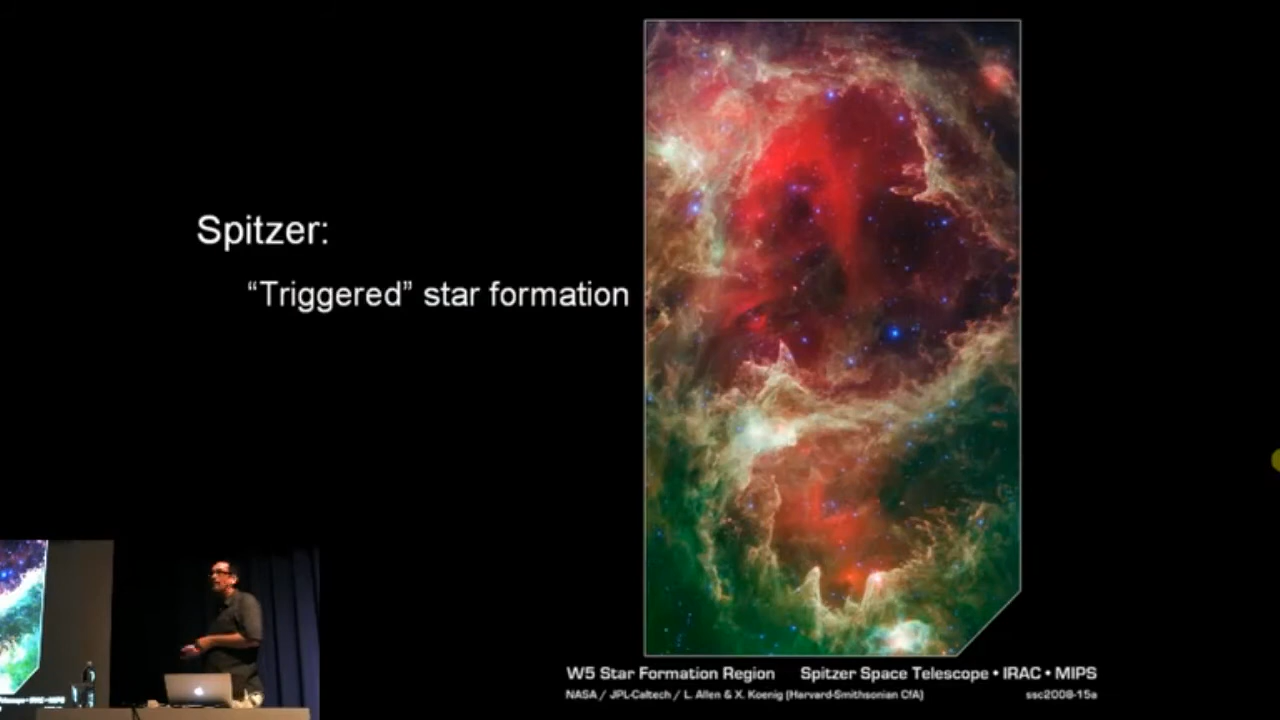 Spitzer:
“Triggered” star formation
W5 Star Formation Region Spitzer Space Telescope • IRAC • MIPS
NASA / JPL-Caltech / L. Allen & X. Koenig (Harvard-Smithsonian CfA) ssc2008-15a